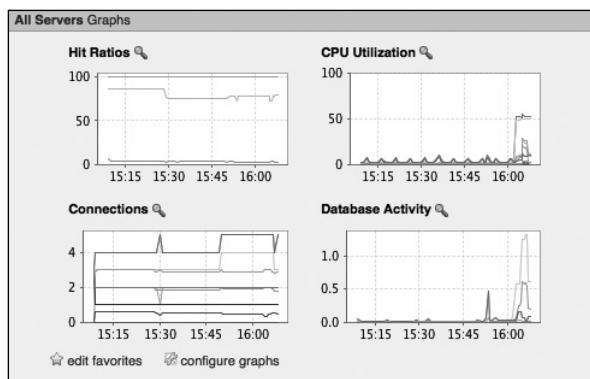 All Servers Graphs
Hit Ratios
100
50
0
15:15 15:30 15:45 16:00
CPU Utilization
100
50
0
15:15 15:30 15:45 16:00
Connections
4
2
0
15:15 15:30 15:45 16:00
Database Activity
1.0
0.5
0.0
15:15 15:30 15:45 16:00
edit favorites configure graphs